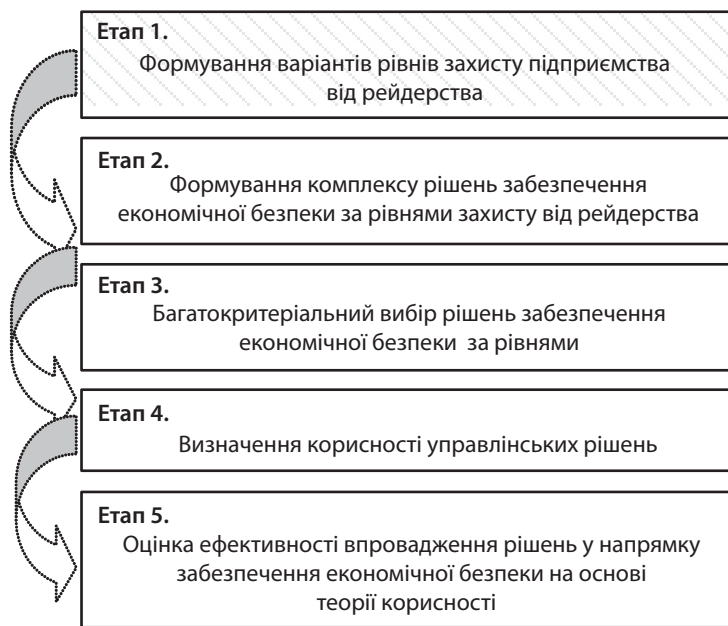 Етап 1.
Формування варіантів рівнів захисту підприємства
від рейдерства
Етап 2.
Формування комплексу рішень забезпечення
економічної безпеки за рівнями захисту від рейдерства
Етап 3.
Багатокритеріальний вибір рішень забезпечення
економічної безпеки за рівнями
Етап 4.
Визначення корисності управлінських рішень
Етап 5.
Оцінка ефективності впровадження рішень у напрямку
забезпечення економічної безпеки на основі
теорії корисності